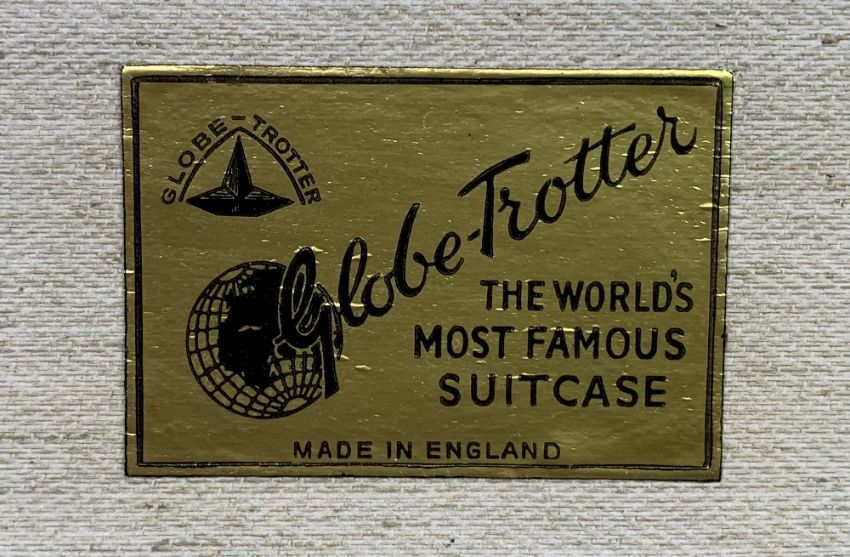 GLOBE-TROTTER
Globe-Trotter
THE WORLD'S
MOST FAMOUS
SUITCASE
MADE IN ENGLAND